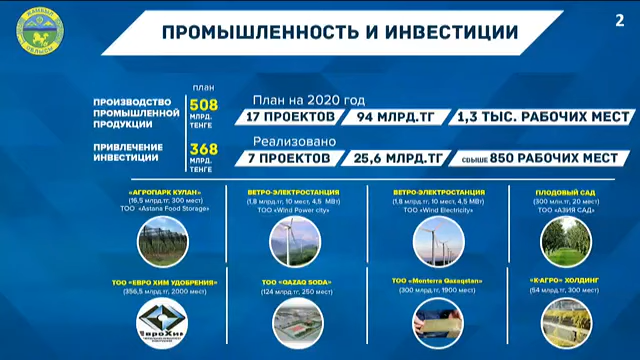 2
ПРОМЫШЛЕННОСТЬ И ИНВЕСТИЦИИ
план
ПРОИЗВОДСТВО
ПРОМЫШЛЕННОЙ
ПРОДУКЦИИ
508
МЛРД.
ТЕНГЕ
План на 2020 год
17 ПРОЕКТОВ
94 МЛРД.ТГ
1,3 ТЫС. РАБОЧИХ МЕСТ
ПРИВЛЕЧЕНИЕ
ИНВЕСТИЦИИ
368
МЛРД.
ТЕНГЕ
Реализовано
7 ПРОЕКТОВ
25,6 МЛРД.ТГ
СВЫШЕ 850 РАБОЧИХ МЕСТ
«АГРОПАРК КУЛАН»
(16,5 млрд.тг, 300 мест)
ТОО «Astana Food Storage»
ВЕТРО-ЭЛЕКТРОСТАНЦИЯ
(1,8 млрд.тг, 10 мест, 4,5 МВт)
ТОО «Wind Power city»
ВЕТРО-ЭЛЕКТРОСТАНЦИЯ
(1,8 млрд.тг, 10 мест, 4,5 МВт)
ТОО «Wind Electricity»
ПЛОДОВЫЙ САД
(300 млн.тг, 20 мест)
ТОО «АЗИЯ САД»
ТОО «ЕВРО ХИМ УДОБРЕНИЯ»
(356,5 млрд.тг, 2000 мест)
ЕвроХим
ТОО «QAZAQ SODA»
(124 млрд.тг, 250 мест)
ТОО «Monterra Qazaqstan»
(300 млрд.тг, 1900 мест)
«К-АГРО» ХОЛДИНГ
(54 млрд.тг, 300 мест)